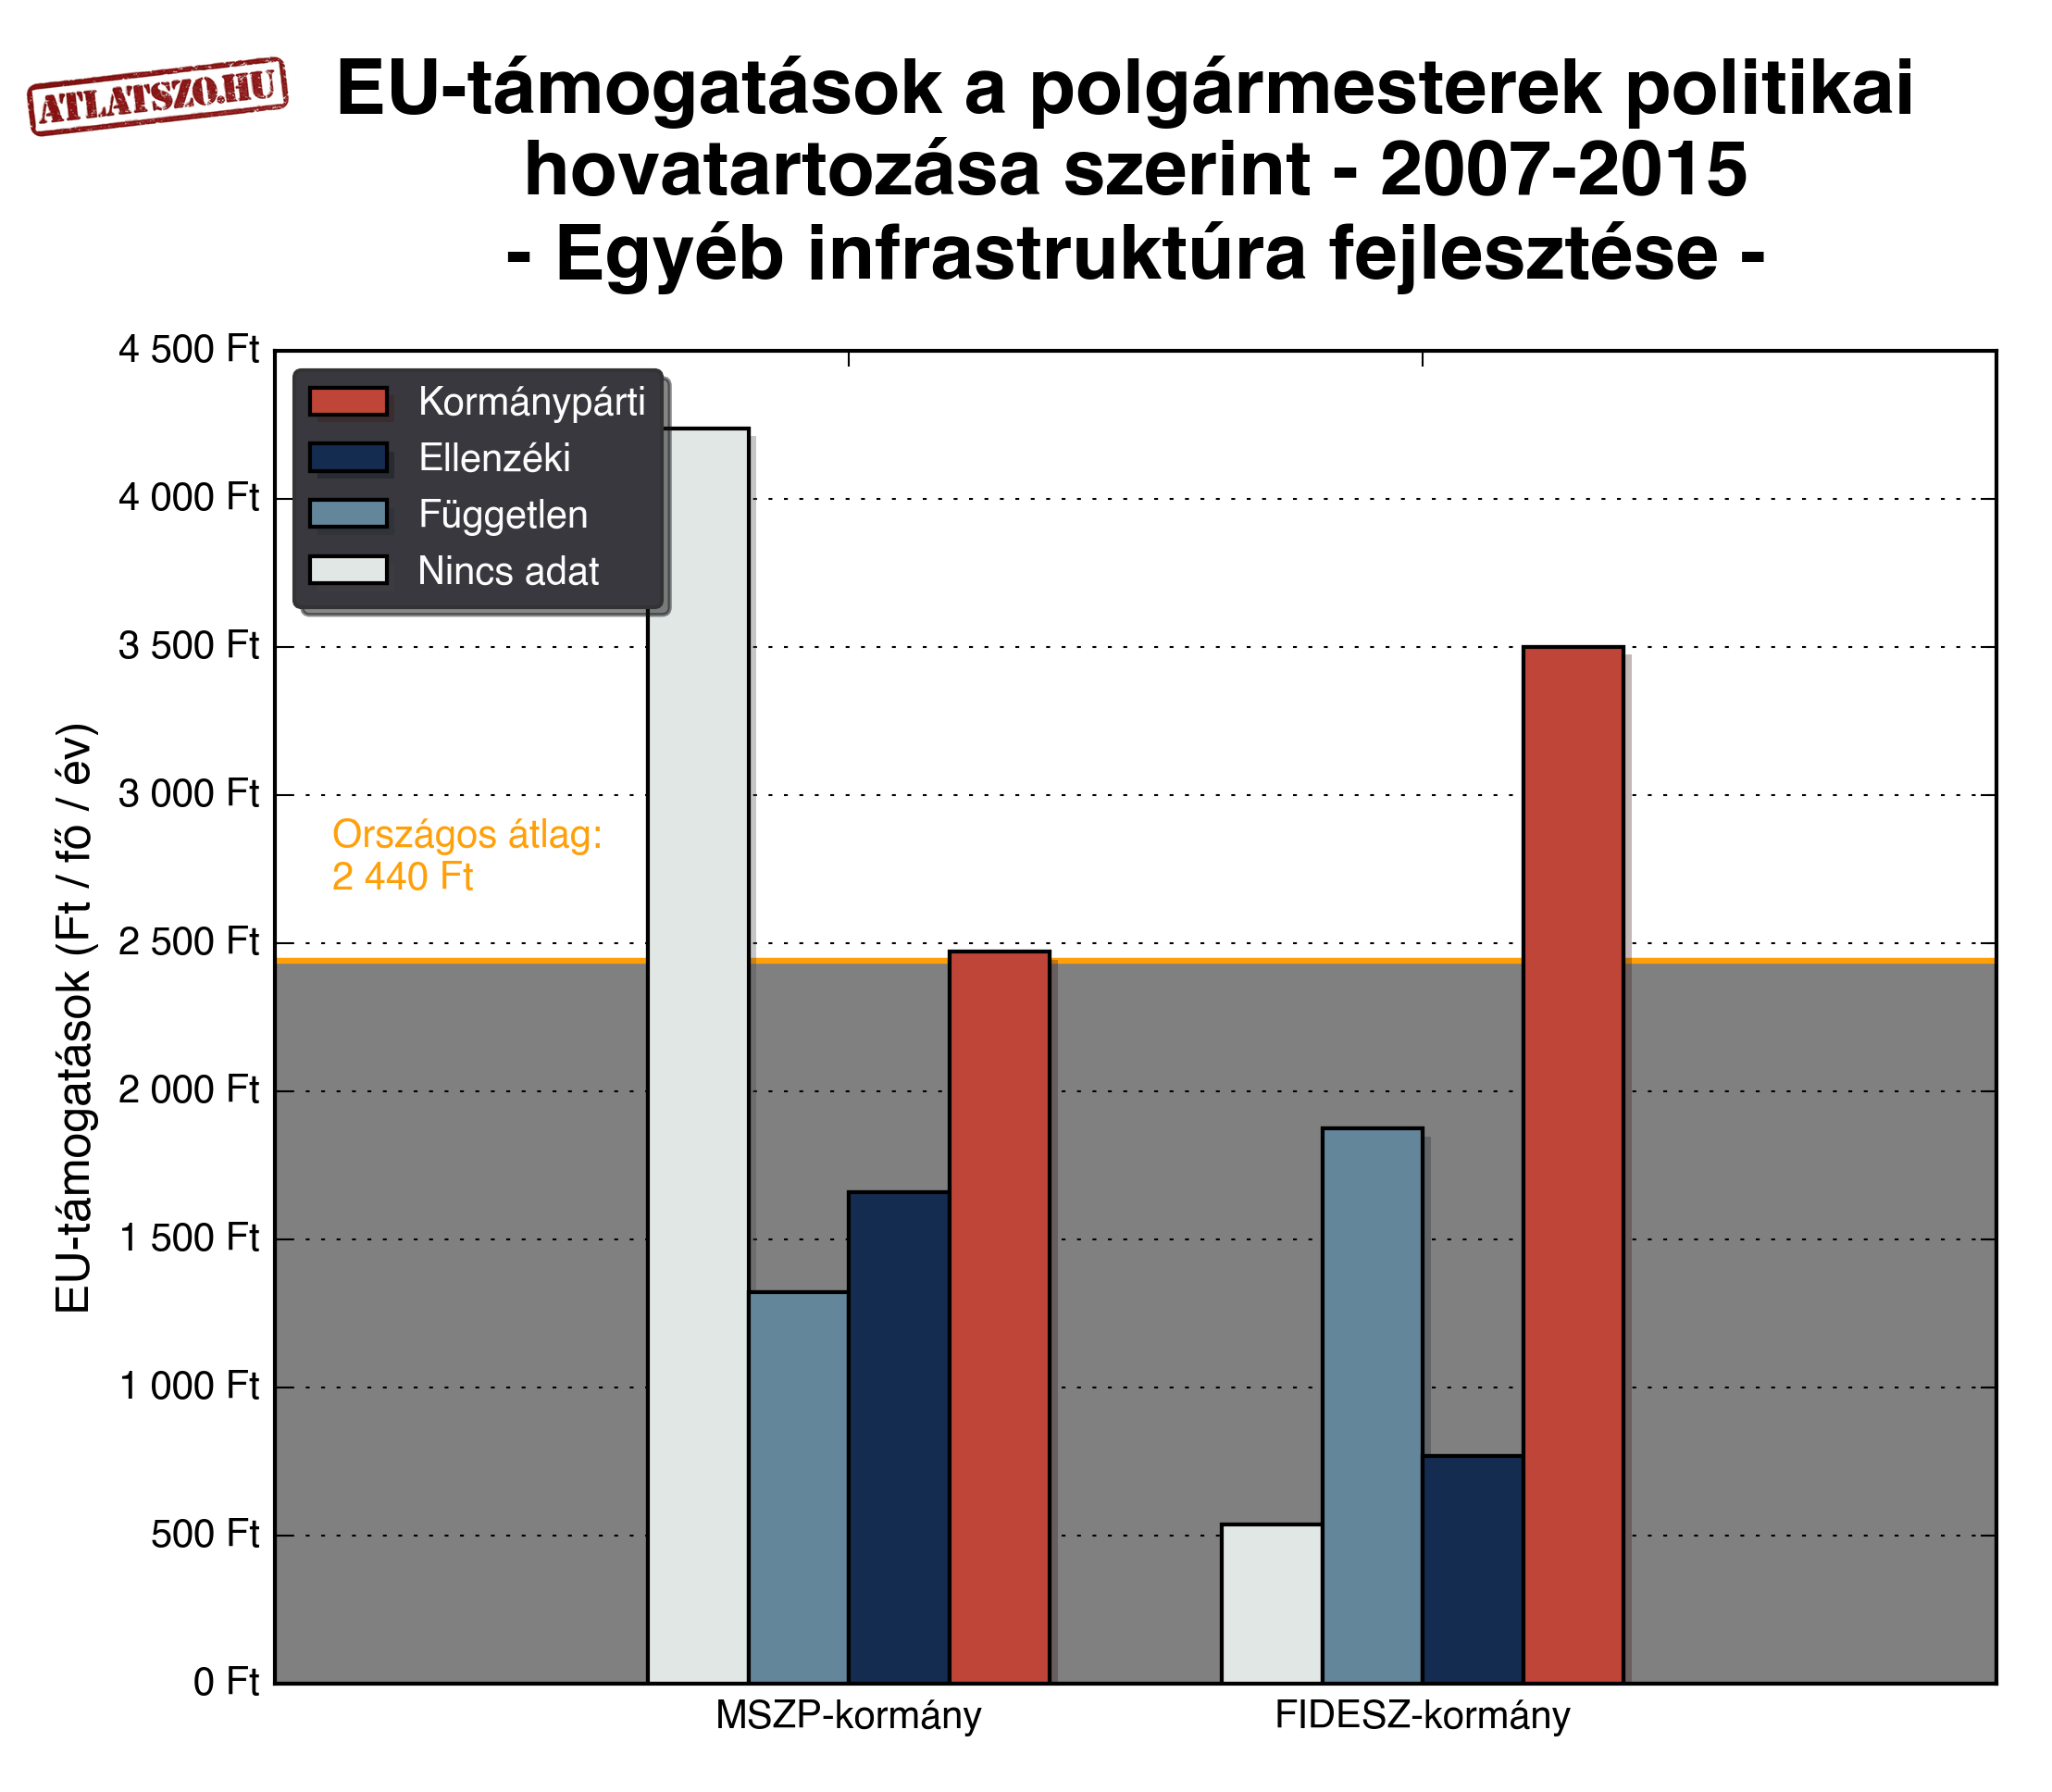 ATLATSZO.HU
EU-támogatások a polgármesterek politikai
hovatartozása szerint - 2007-2015
- Egyéb infrastruktúra fejlesztése -
4 500 Ft
4 000 Ft
3 500 Ft
3 000 Ft
2 500 Ft
2 000 Ft
1 500 Ft
1 000 Ft
500 Ft
0 Ft
EU-támogatások (Ft / fő / év)
Kormánypárti
Ellenzéki
Független
Nincs adat
Országos átlag:
2 440 Ft
MSZP-kormány
FIDESZ-kormány